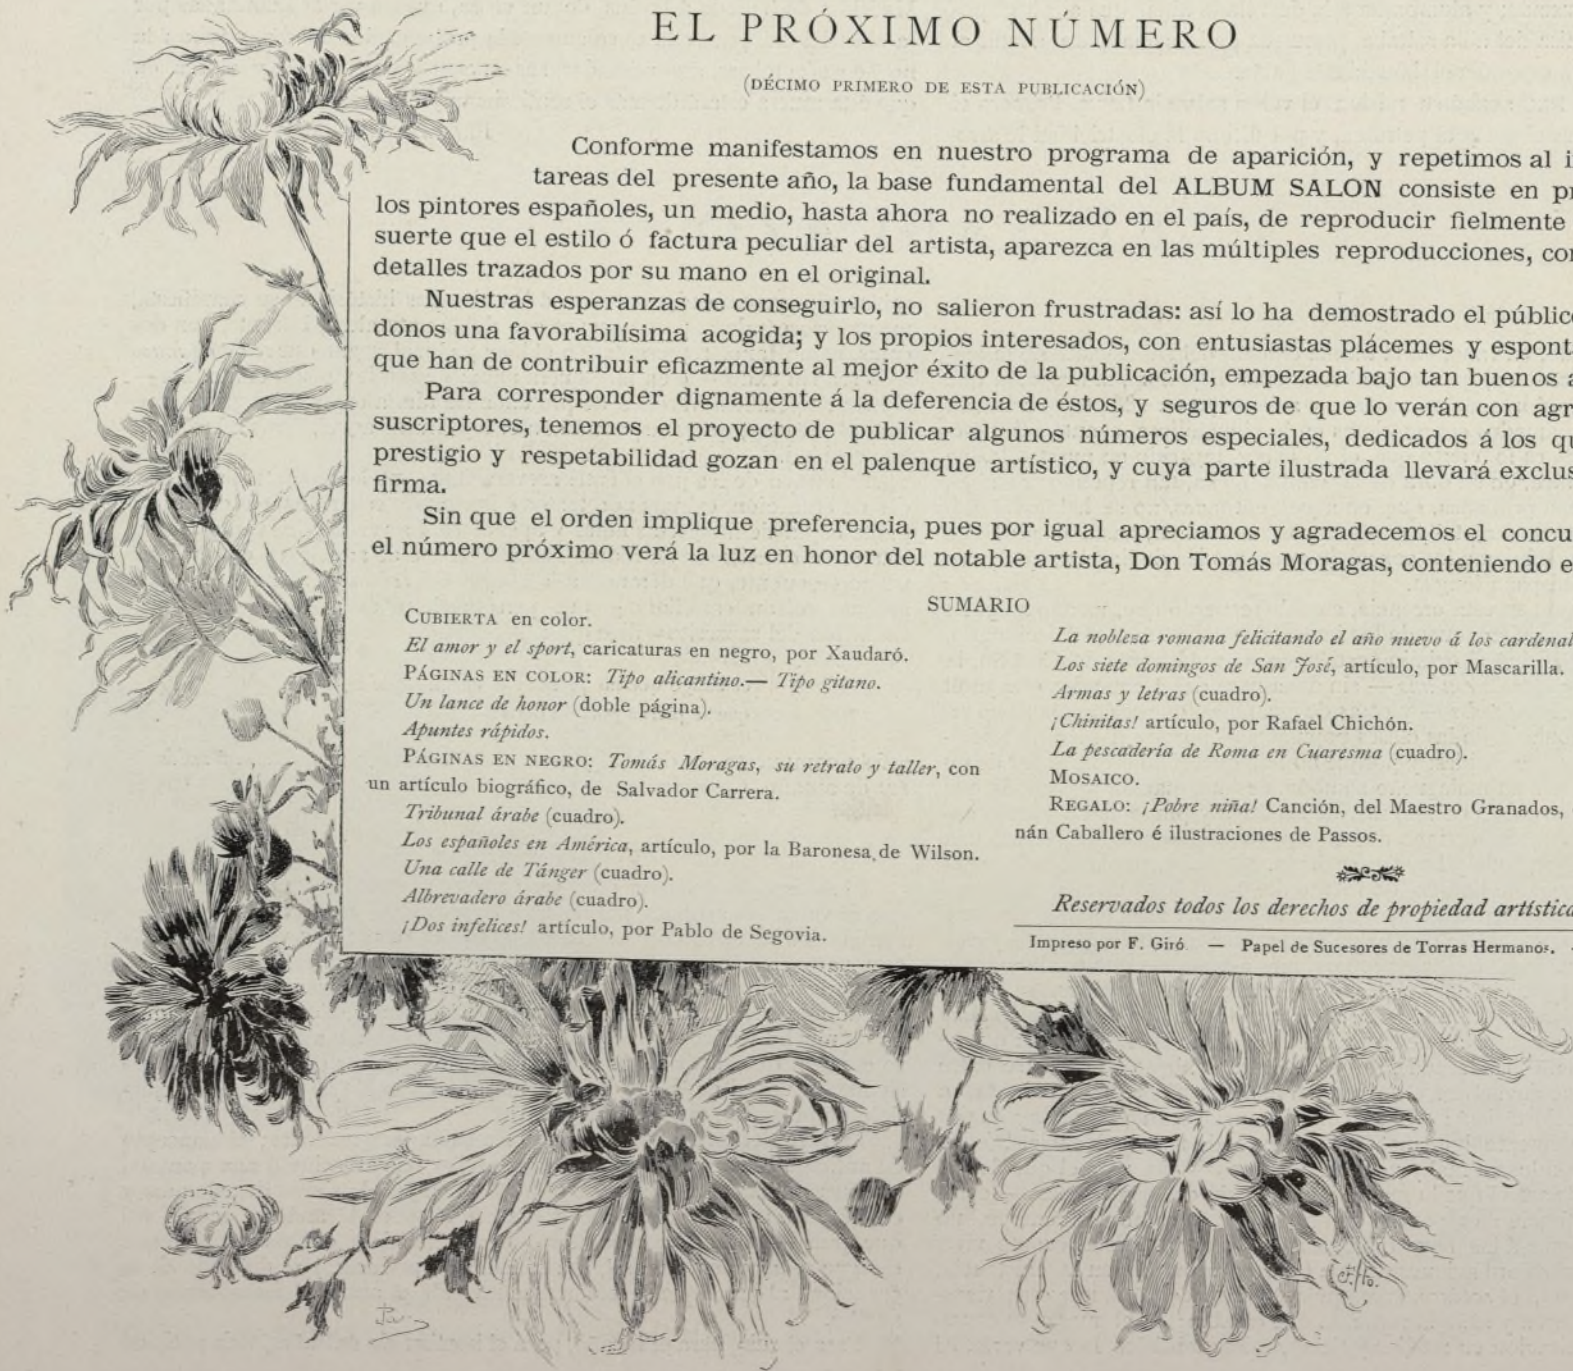 EL PRÓXIMO NÚMERO
(DÉCIMO PRIMERO DE ESTA PUBLICACIÓN)
Conforme manifestamos en nuestro programa de aparición, y repetimos al
tareas del presente año, la base fundamental del ALBUM SALON consiste en
los pintores españoles, un medio, hasta ahora no realizado en el país, de reproducir fielmente
suerte que el estilo ó factura peculiar del artista, aparezca en las múltiples reproducciones,
detalles trazados por su mano en el original.
Nuestras esperanzas de conseguirlo, no salieron frustradas: así lo ha demostrado el
donos una favorabilísima acogida; y los propios interesados, con entusiastas plácemes y
que han de contribuir eficazmente al mejor éxito de la publicación, empezada bajo tan buenos
Para corresponder dignamente á la deferencia de éstos, y seguros de que lo verán con
suscriptores, tenemos el proyecto de publicar algunos números especiales, dedicados á los
prestigio y respetabilidad gozan en el palenque artístico, y cuya parte ilustrada llevará
firma.
Sin que el orden implique preferencia, pues por igual apreciamos y agradecemos el
el número próximo verá la luz en honor del notable artista, Don Tomás Moragas, conteniendo
SUMARIO
CUBIERTA en color.
El amor y el sport, caricaturas en negro, por Xaudaró.
PÁGINAS EN COLOR: Tipo alicantino.— Tipo gitano.
Un lance de honor (doble página).
Apuntes rápidos.
PÁGINAS EN NEGRO: Tomás Moragas, su retrato y taller, con
un artículo biográfico, de Salvador Carrera.
Tribunal árabe (cuadro).
Los españoles en América, artículo, por la Baronesa de Wilson.
Una calle de Tánger (cuadro).
Albrevadero árabe (cuadro).
¡Dos infelices! artículo, por Pablo de Segovia.
La nobleza romana felicitando el año nuevo á los
Los siete domingos de San José, artículo, por Mascarilla.
Armas y letras (cuadro).
¡Chinitas! artículo, por Rafael Chichón.
La pescadería de Roma en Cuaresma (cuadro).
MOSAICO.
REGALO: ¡Pobre niña! Canción, del Maestro Granados,
nán Caballero é ilustraciones de Passos.
Reservados todos los derechos de propiedad
Impreso por F. Giró — Papel de Sucesores de Torras Hermanos.